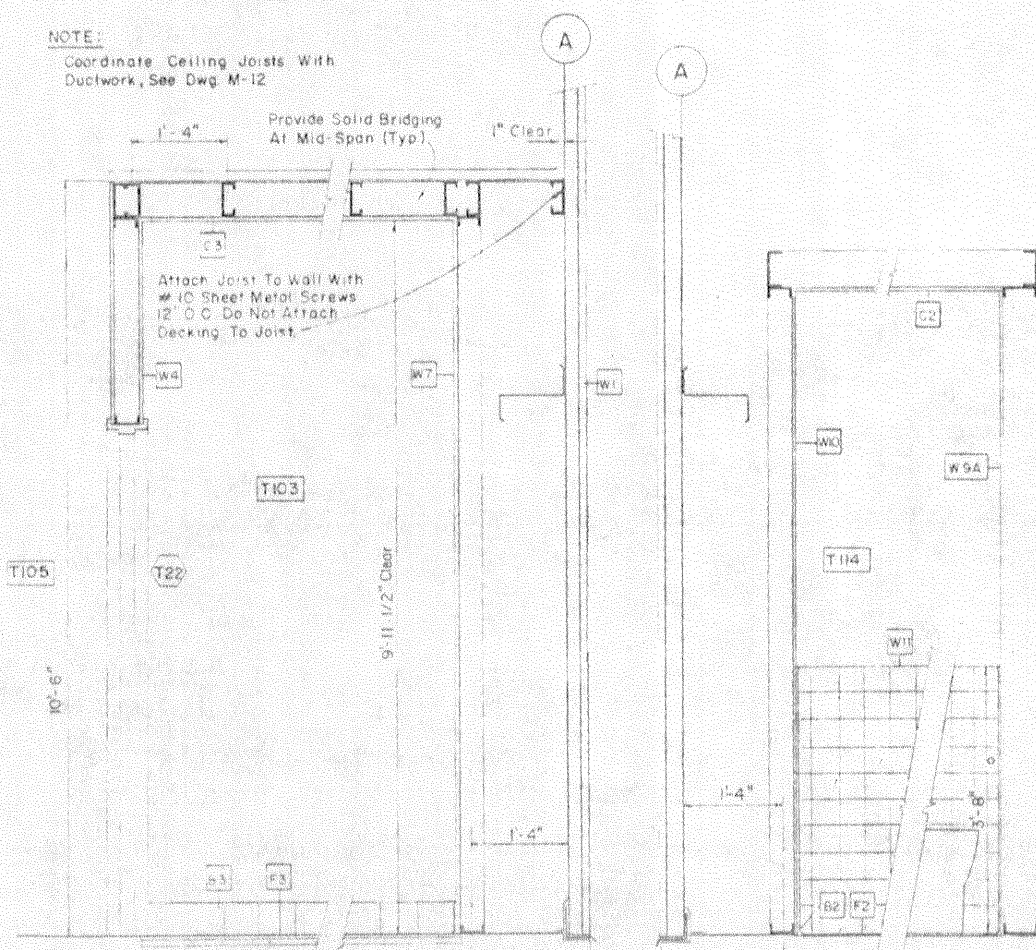 NOTE:
Coordinate Ceiling Joists With
Ductwork, See Dwg. M-12
A
A
1'-4"
Provide Solid Bridging
At Mid-Span (Typ)
1" Clear
C3
Attach Joist To Wall With
# 10 Sheet Metal Screws
12" O.C. Do Not Attach
Decking To Joist.
C2
W4
W7
W1
W10
W9A
T103
T105
T22
9'-11 1/2" Clear
T114
10'-6"
W11
1'-4"
1'-4"
3'-8"
B3
F3
B2
F2